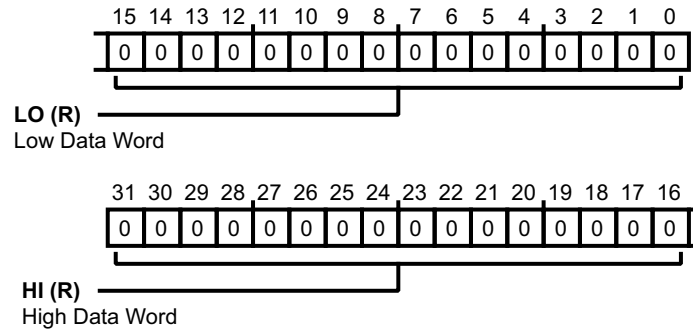 15 14 13 12 11 10 9 8 7 6 5 4 3 2 1 0
0 0 0 0 0 0 0 0 0 0 0 0 0 0 0 0
LO (R)
Low Data Word
31 30 29 28 27 26 25 24 23 22 21 20 19 18 17 16
0 0 0 0 0 0 0 0 0 0 0 0 0 0 0 0
HI (R)
High Data Word